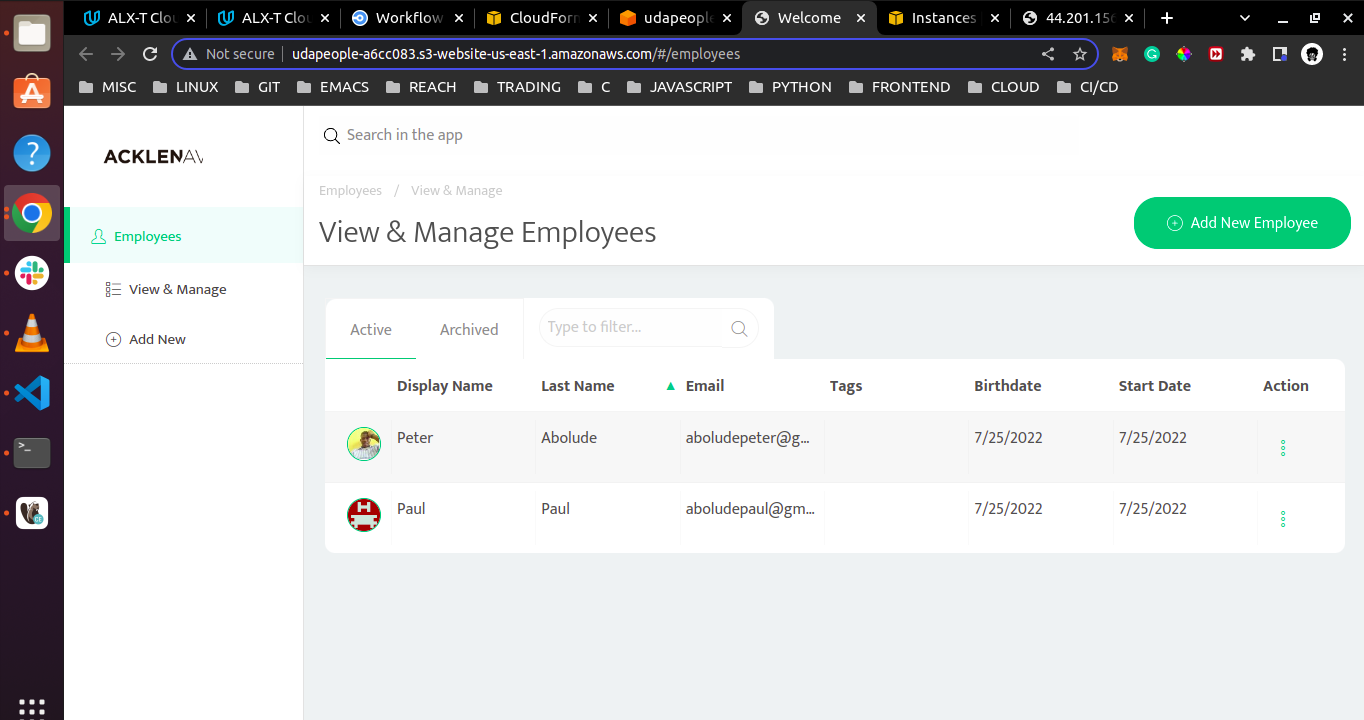 ALX-T Clou
ALX-T Clou
Workflow
CloudForm
udapeople
Welcome
Instances
44.201.156
Not secure
udapeople-a6cc083.s3-website-us-east-1.amazonaws.com/#/employees
MISC
LINUX
GIT
EMACS
REACH
TRADING
C
JAVASCRIPT
PYTHON
FRONTEND
CLOUD
CI/CD
ACKLENAV
Search in the app
Employees / View & Manage
View & Manage Employees
Add New Employee
Employees
View & Manage
Add New
Active
Archived
Type to filter...
Display Name Last Name Email Tags Birthdate Start Date Action
Peter Abolude aboludepeter@g... 7/25/2022 7/25/2022
Paul Paul aboludepaul@gm... 7/25/2022 7/25/2022